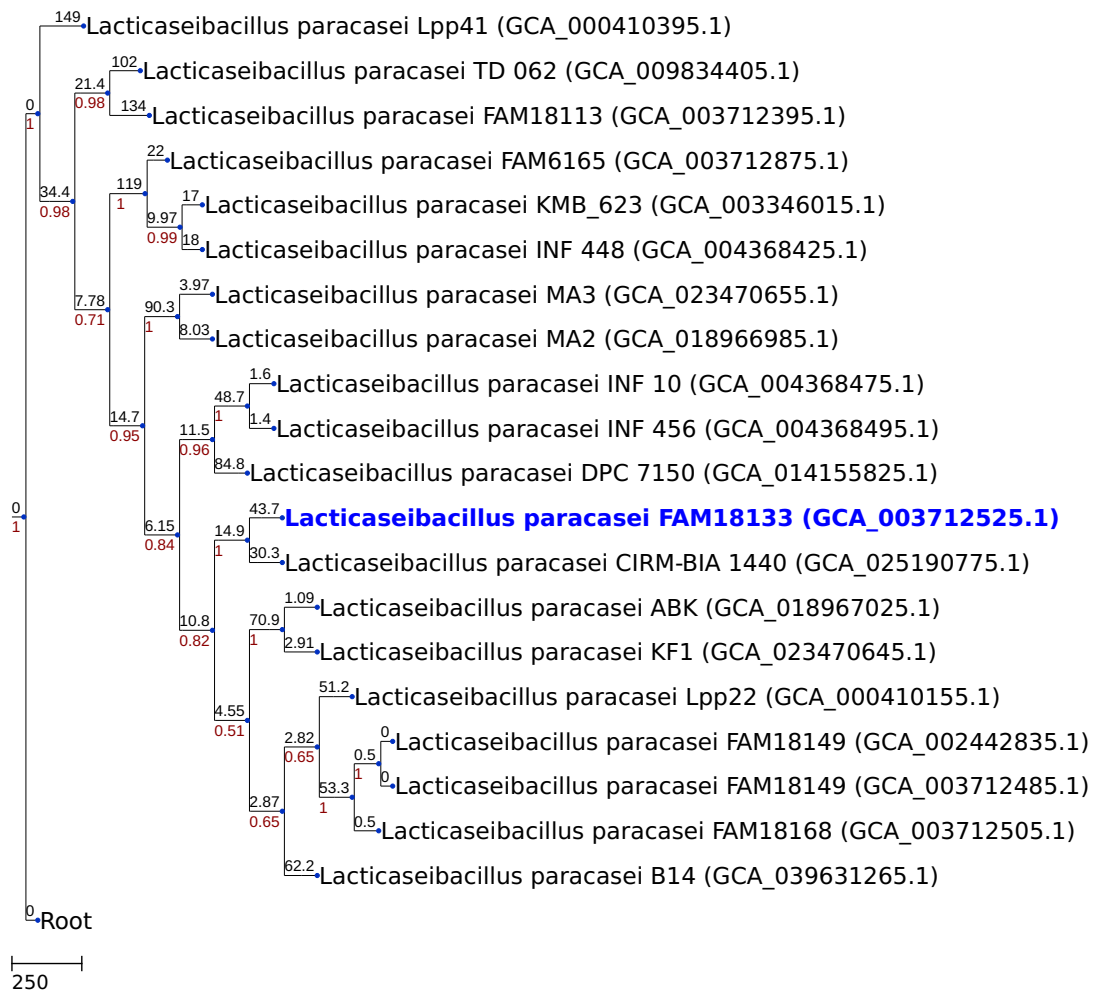 149
Lacticaseibacillus paracasei Lpp41 (GCA_000410395.1)
102
Lacticaseibacillus paracasei TD 062 (GCA_009834405.1)
21.4
0.98
0
1
134
Lacticaseibacillus paracasei FAM18113 (GCA_003712395.1)
22
Lacticaseibacillus paracasei FAM6165 (GCA_003712875.1)
119
1
34.4
0.98
17
Lacticaseibacillus paracasei KMB_623 (GCA_003346015.1)
9.97
0.99
18
Lacticaseibacillus paracasei INF 448 (GCA_004368425.1)
3.97
Lacticaseibacillus paracasei MA3 (GCA_023470655.1)
7.78
0.71
90.3
1
8.03
Lacticaseibacillus paracasei MA2 (GCA_018966985.1)
1.6
Lacticaseibacillus paracasei INF 10 (GCA_004368475.1)
48.7
1
14.7
0.95
1.4
Lacticaseibacillus paracasei INF 456 (GCA_004368495.1)
11.5
0.96
84.8
Lacticaseibacillus paracasei DPC 7150 (GCA_014155825.1)
0
1
43.7
Lacticaseibacillus paracasei FAM18133 (GCA_003712525.1)
6.15
0.84
14.9
1
30.3
Lacticaseibacillus paracasei CIRM-BIA 1440 (GCA_025190775.1)
1.09
Lacticaseibacillus paracasei ABK (GCA_018967025.1)
10.8
0.82
70.9
1
2.91
Lacticaseibacillus paracasei KF1 (GCA_023470645.1)
51.2
Lacticaseibacillus paracasei Lpp22 (GCA_000410155.1)
4.55
0.51
0
Lacticaseibacillus paracasei FAM18149 (GCA_002442835.1)
2.82
0.65
0.5
1
0
Lacticaseibacillus paracasei FAM18149 (GCA_003712485.1)
53.3
1
2.87
0.65
0.5
Lacticaseibacillus paracasei FAM18168 (GCA_003712505.1)
62.2
Lacticaseibacillus paracasei B14 (GCA_039631265.1)
0
Root
250